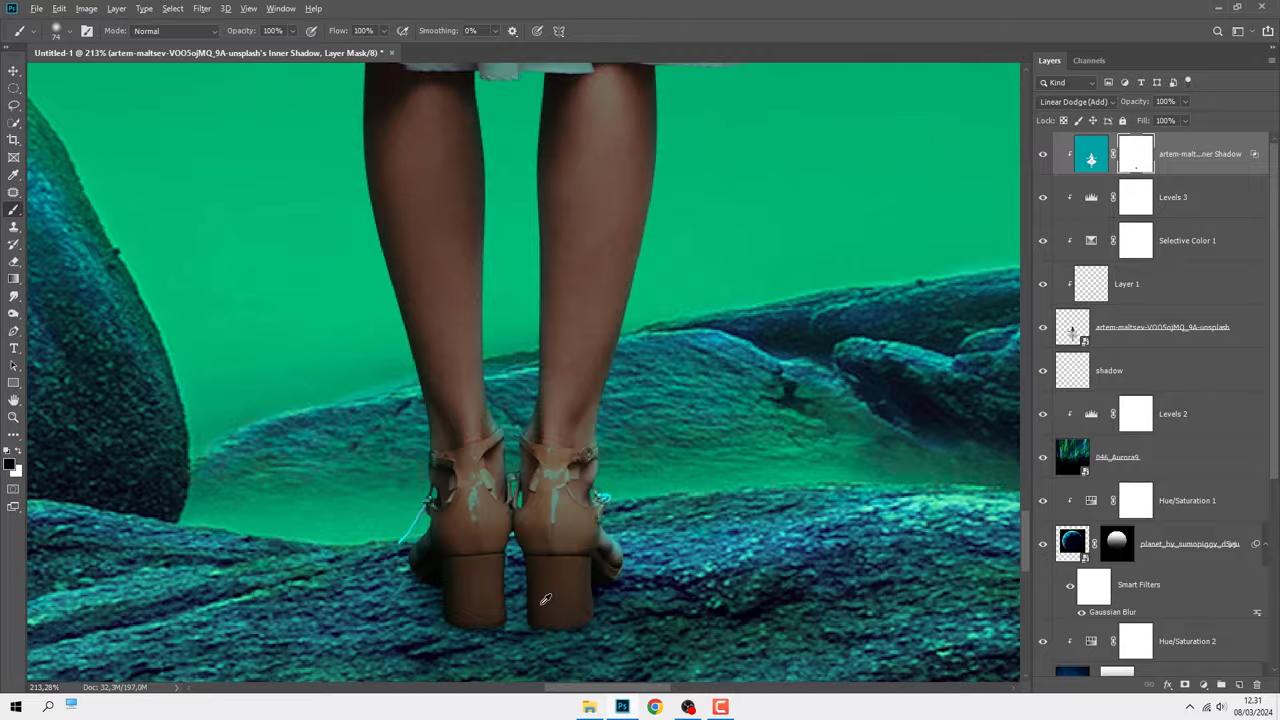 File Edit Image Layer Type Select Filter 3D View Window Help
74 Mode: Normal Opacity: 100% Flow: 100% Smoothing: 0%
Untitled-1 @ 213% (artem-maltsev-VOO5ojMQ_9A-unsplash's Inner Shadow, Layer Mask/8) * ×
Layers Channels
Kind
Linear Dodge (Add) Opacity: 100%
Lock: Fill: 100%
artem-malt...ner Shadow
Levels 3
Selective Color 1
Layer 1
artem-maltsev-VOO5ojMQ_9A-unsplash
shadow
Levels 2
046_Aurora9
Hue/Saturation 1
planet_by_sumopiggy_d5
Smart Filters
Gaussian Blur
Hue/Saturation 2
213,28% Doc: 32,3M/197,0M
Ps
12.31
08/03/2024